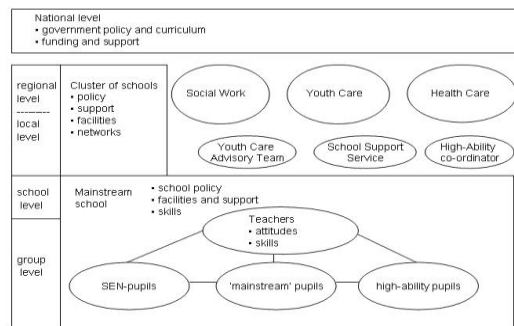 National level
• government policy and curriculum
• funding and support
regional
level
---------
local
level
Cluster of schools
• policy
• support
• facilities
• networks
Social Work
Youth Care
Health Care
Youth Care
Advisory Team
School Support
Service
High-Ability
co-ordinator
school
level
Mainstream
school
• school policy
• facilities and support
• skills
group
level
Teachers
• attitudes
• skills
SEN-pupils
'mainstream' pupils
high-ability pupils